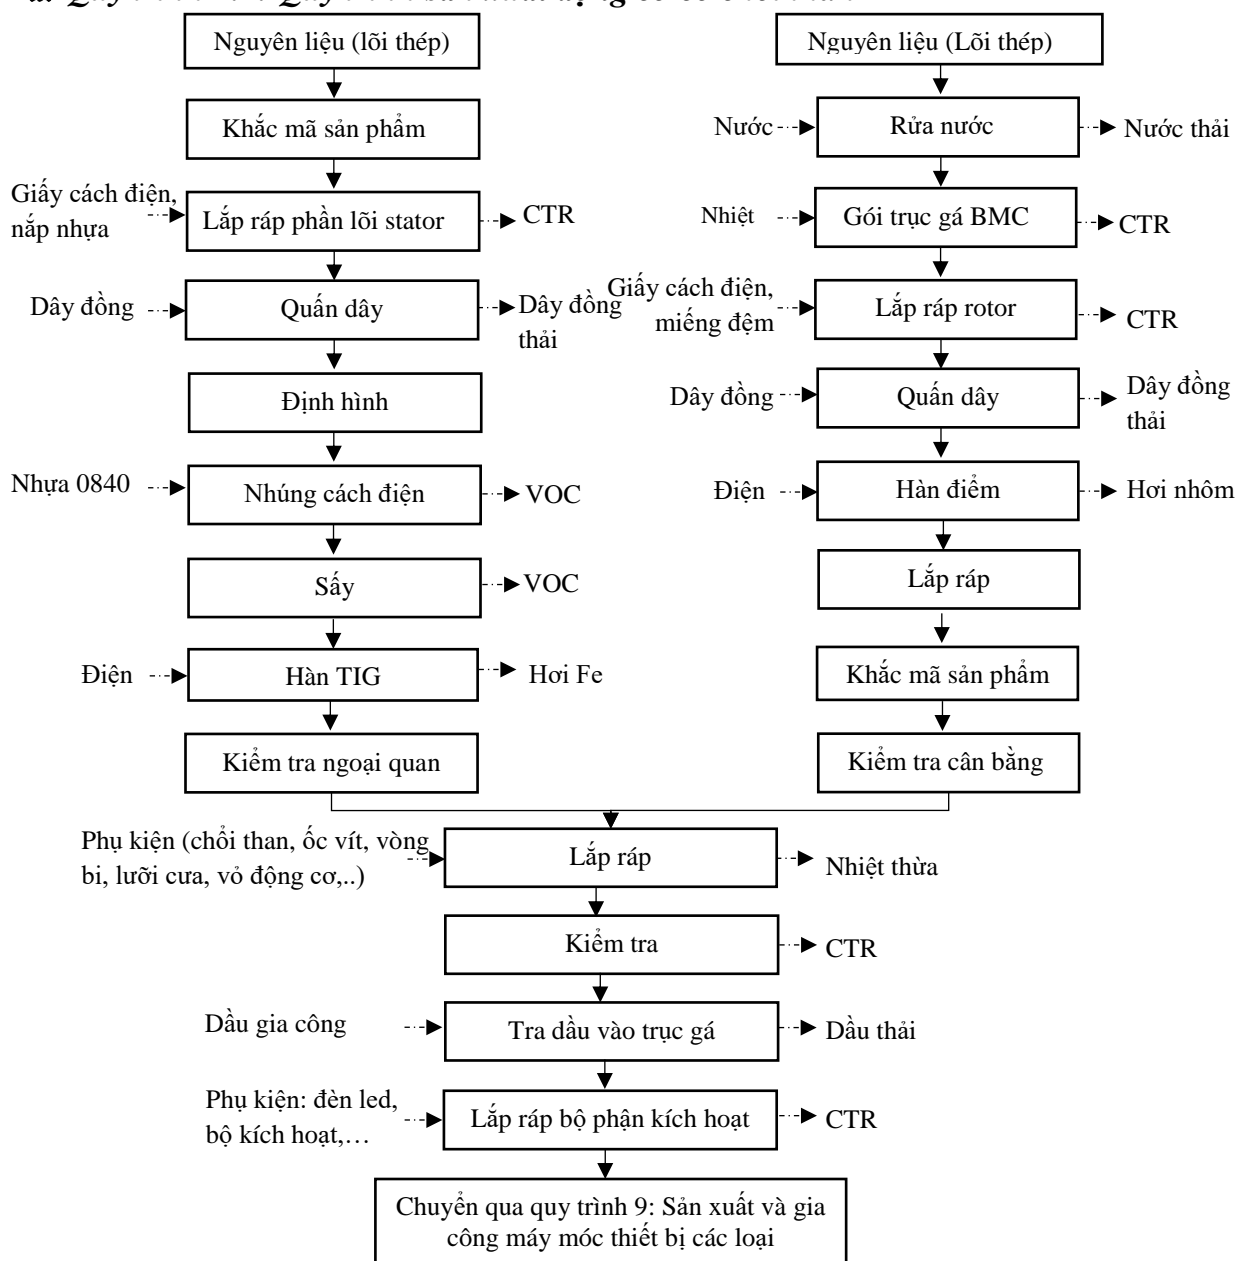 Nguyên liệu (lõi thép)
Khắc mã sản phẩm
Giấy cách điện,
nắp nhựa
Lắp ráp phần lõi stator
CTR
Dây đồng
Quấn dây
Dây đồng
thải
Định hình
Nhựa 0840
Nhúng cách điện
VOC
Sấy
VOC
Điện
Hàn TIG
Hơi Fe
Kiểm tra ngoại quan
Nguyên liệu (Lõi thép)
Nước
Rửa nước
Nước thải
Nhiệt
Gói trục gá BMC
CTR
Giấy cách điện,
miếng đệm
Lắp ráp rotor
CTR
Dây đồng
Quấn dây
Dây đồng
thải
Điện
Hàn điểm
Hơi nhôm
Lắp ráp
Khắc mã sản phẩm
Kiểm tra cân bằng
Phụ kiện (chổi than, ốc vít, vòng
bi, lưỡi cưa, vỏ động cơ,..)
Lắp ráp
Nhiệt thừa
Kiểm tra
CTR
Dầu gia công
Tra dầu vào trục gá
Dầu thải
Phụ kiện: đèn led,
bộ kích hoạt,…
Lắp ráp bộ phận kích hoạt
CTR
Chuyển qua quy trình 9: Sản xuất và gia
công máy móc thiết bị các loại